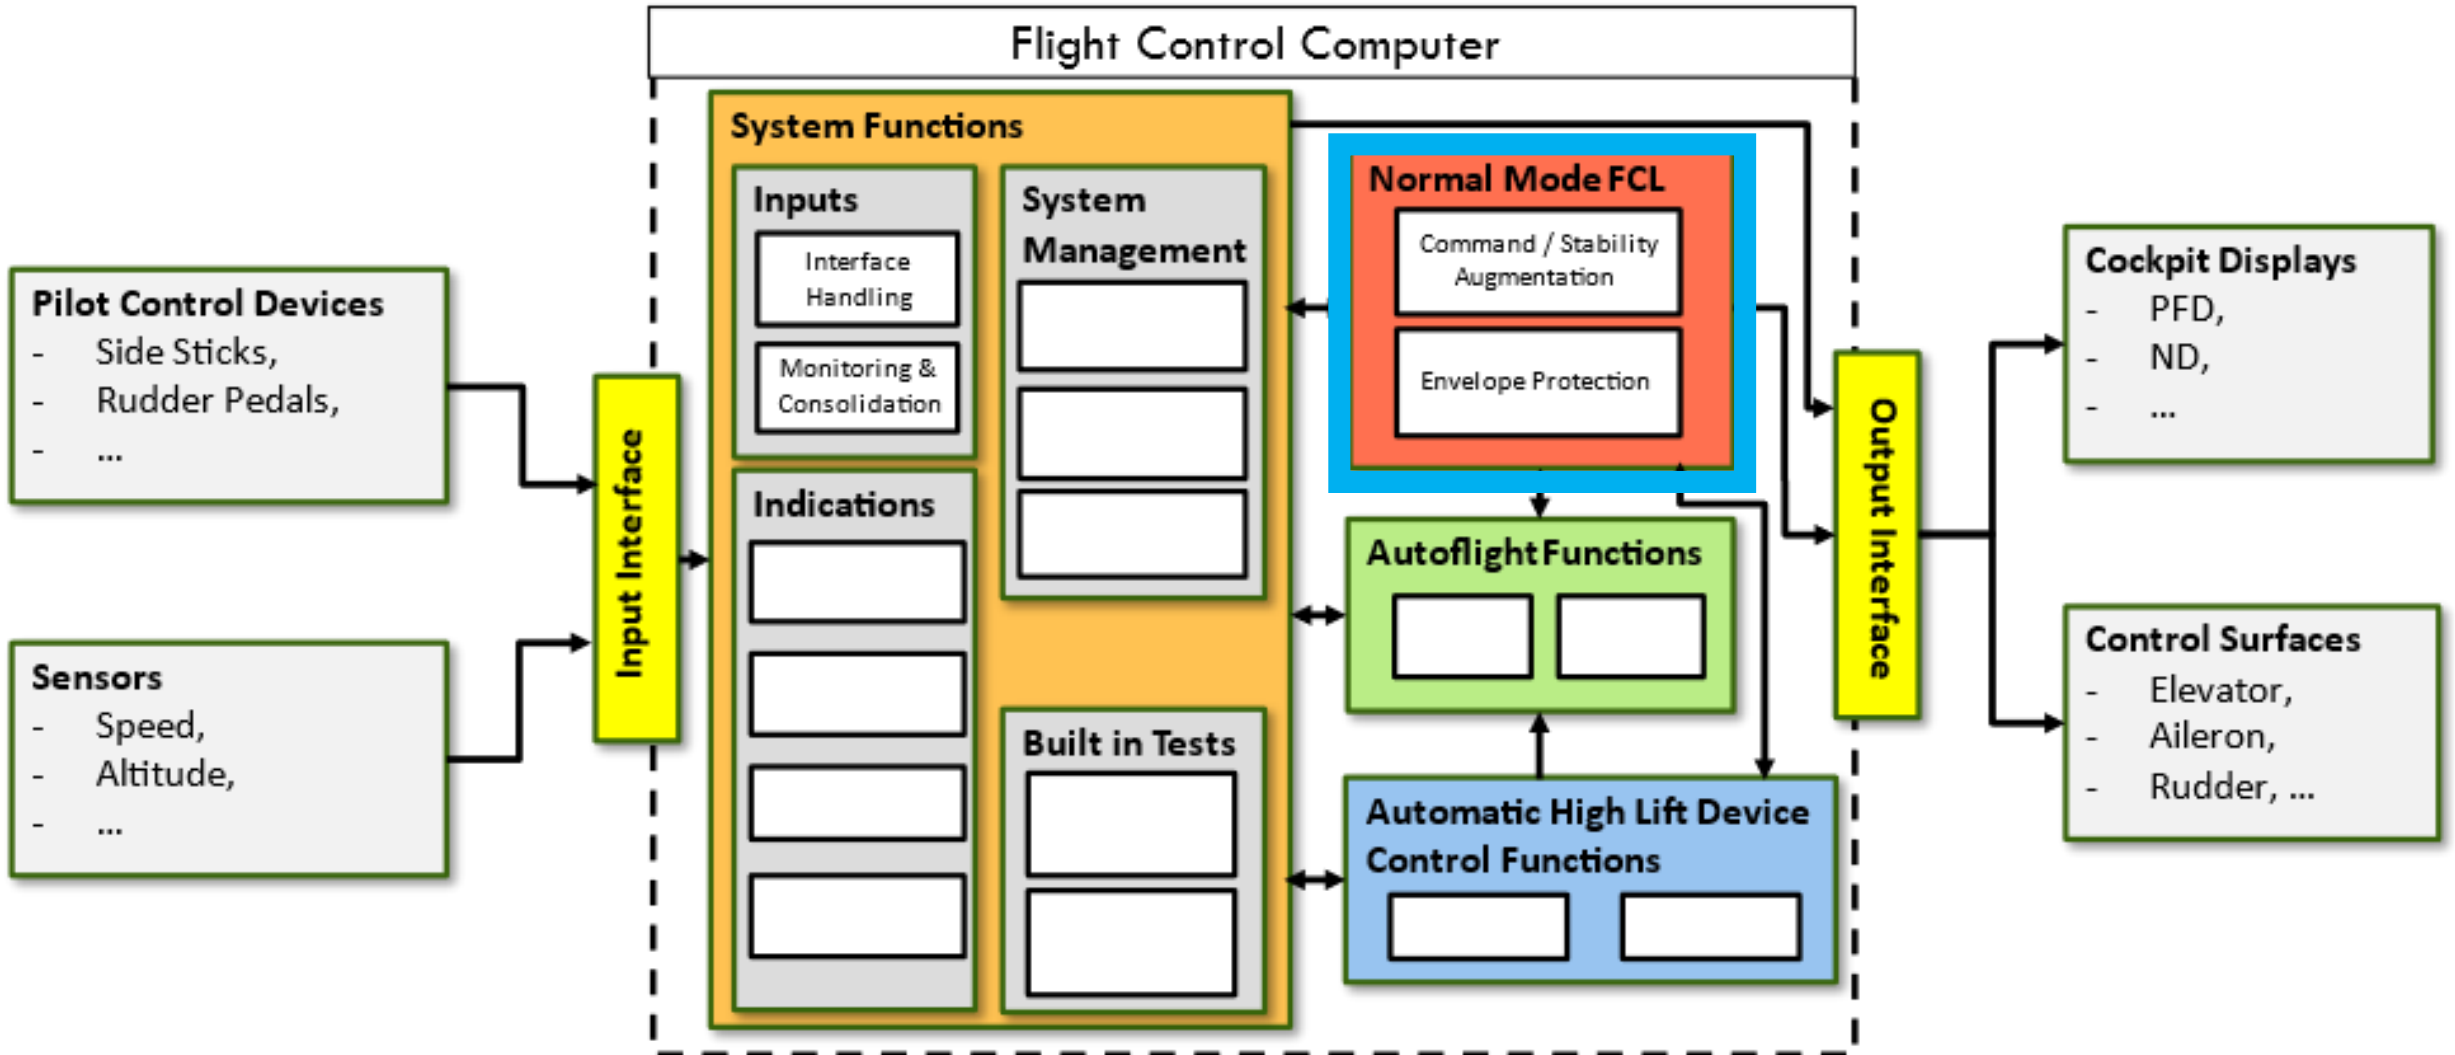 Flight Control Computer
Pilot Control Devices
- Side Sticks,
- Rudder Pedals,
- ...
Sensors
- Speed,
- Altitude,
- ...
Input Interface
System Functions
Inputs
Interface
Handling
Monitoring &
Consolidation
Indications
System
Management
Built in Tests
Normal Mode FCL
Command / Stability
Augmentation
Envelope Protection
Autoflight Functions
Automatic High Lift Device
Control Functions
Output Interface
Cockpit Displays
- PFD,
- ND,
- ...
Control Surfaces
- Elevator,
- Aileron,
- Rudder, ...